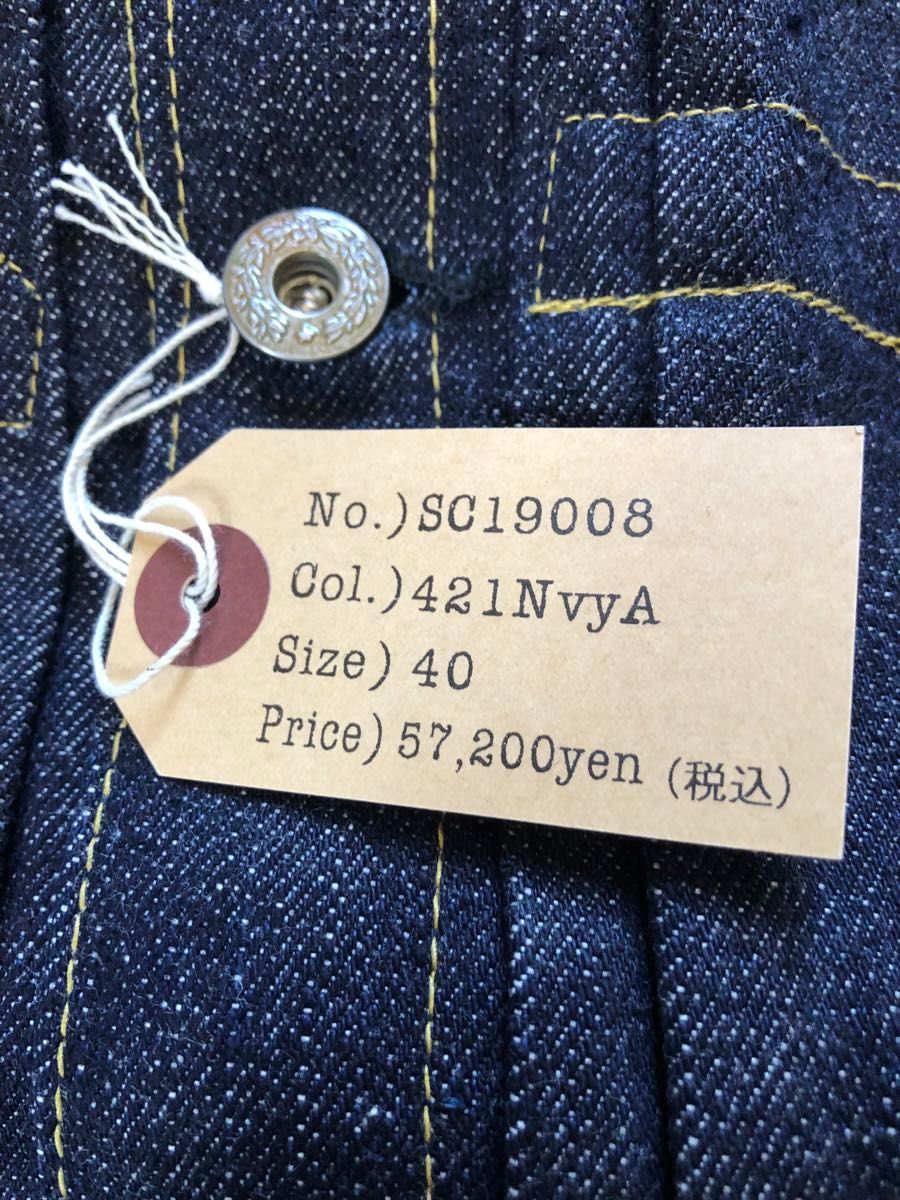 No.)SC19008
Col.)421NvyA
Size) 40
Price) 57,200yen (税込)